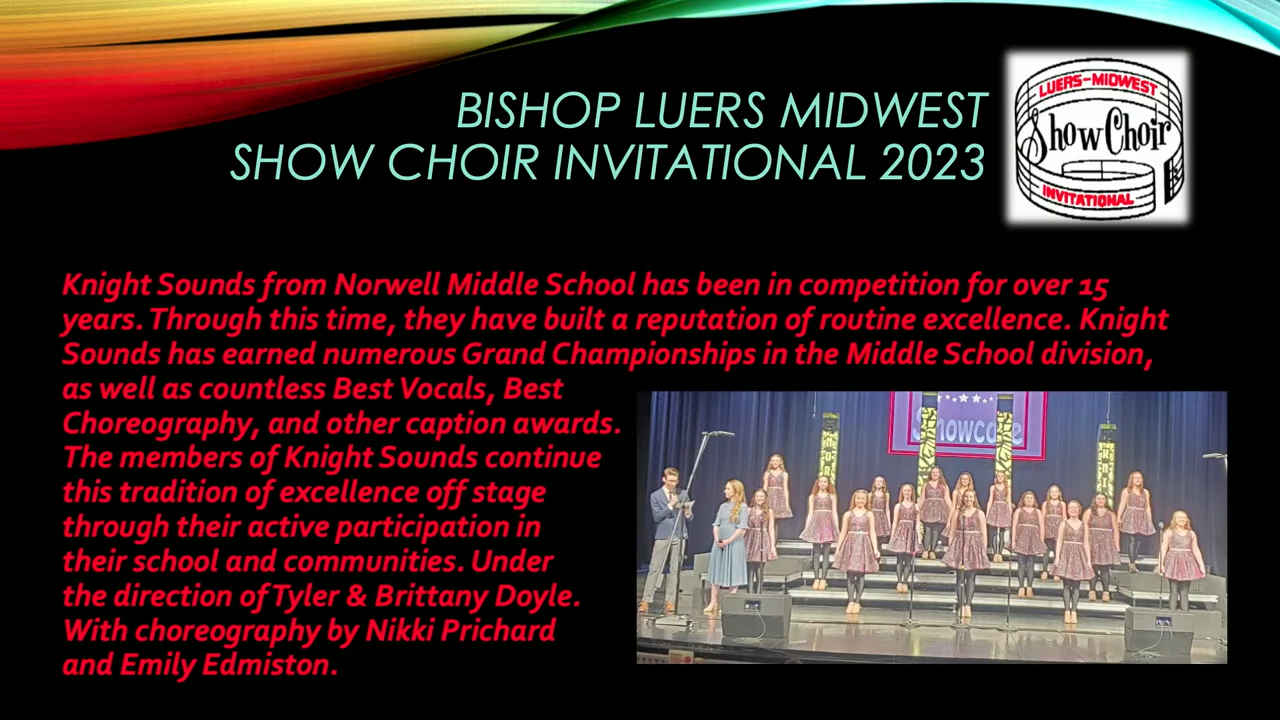 BISHOP LUERS MIDWEST
SHOW CHOIR INVITATIONAL 2023
LUERS-MIDWEST
Show Choir
INVITATIONAL
Knight Sounds from Norwell Middle School has been in competition for over 15
years. Through this time, they have built a reputation of routine excellence. Knight
Sounds has earned numerous Grand Championships in the Middle School division,
as well as countless Best Vocals, Best
Choreography, and other caption awards.
The members of Knight Sounds continue
this tradition of excellence off stage
through their active participation in
their school and communities. Under
the direction of Tyler & Brittany Doyle.
With choreography by Nikki Prichard
and Emily Edmiston.
Showcase